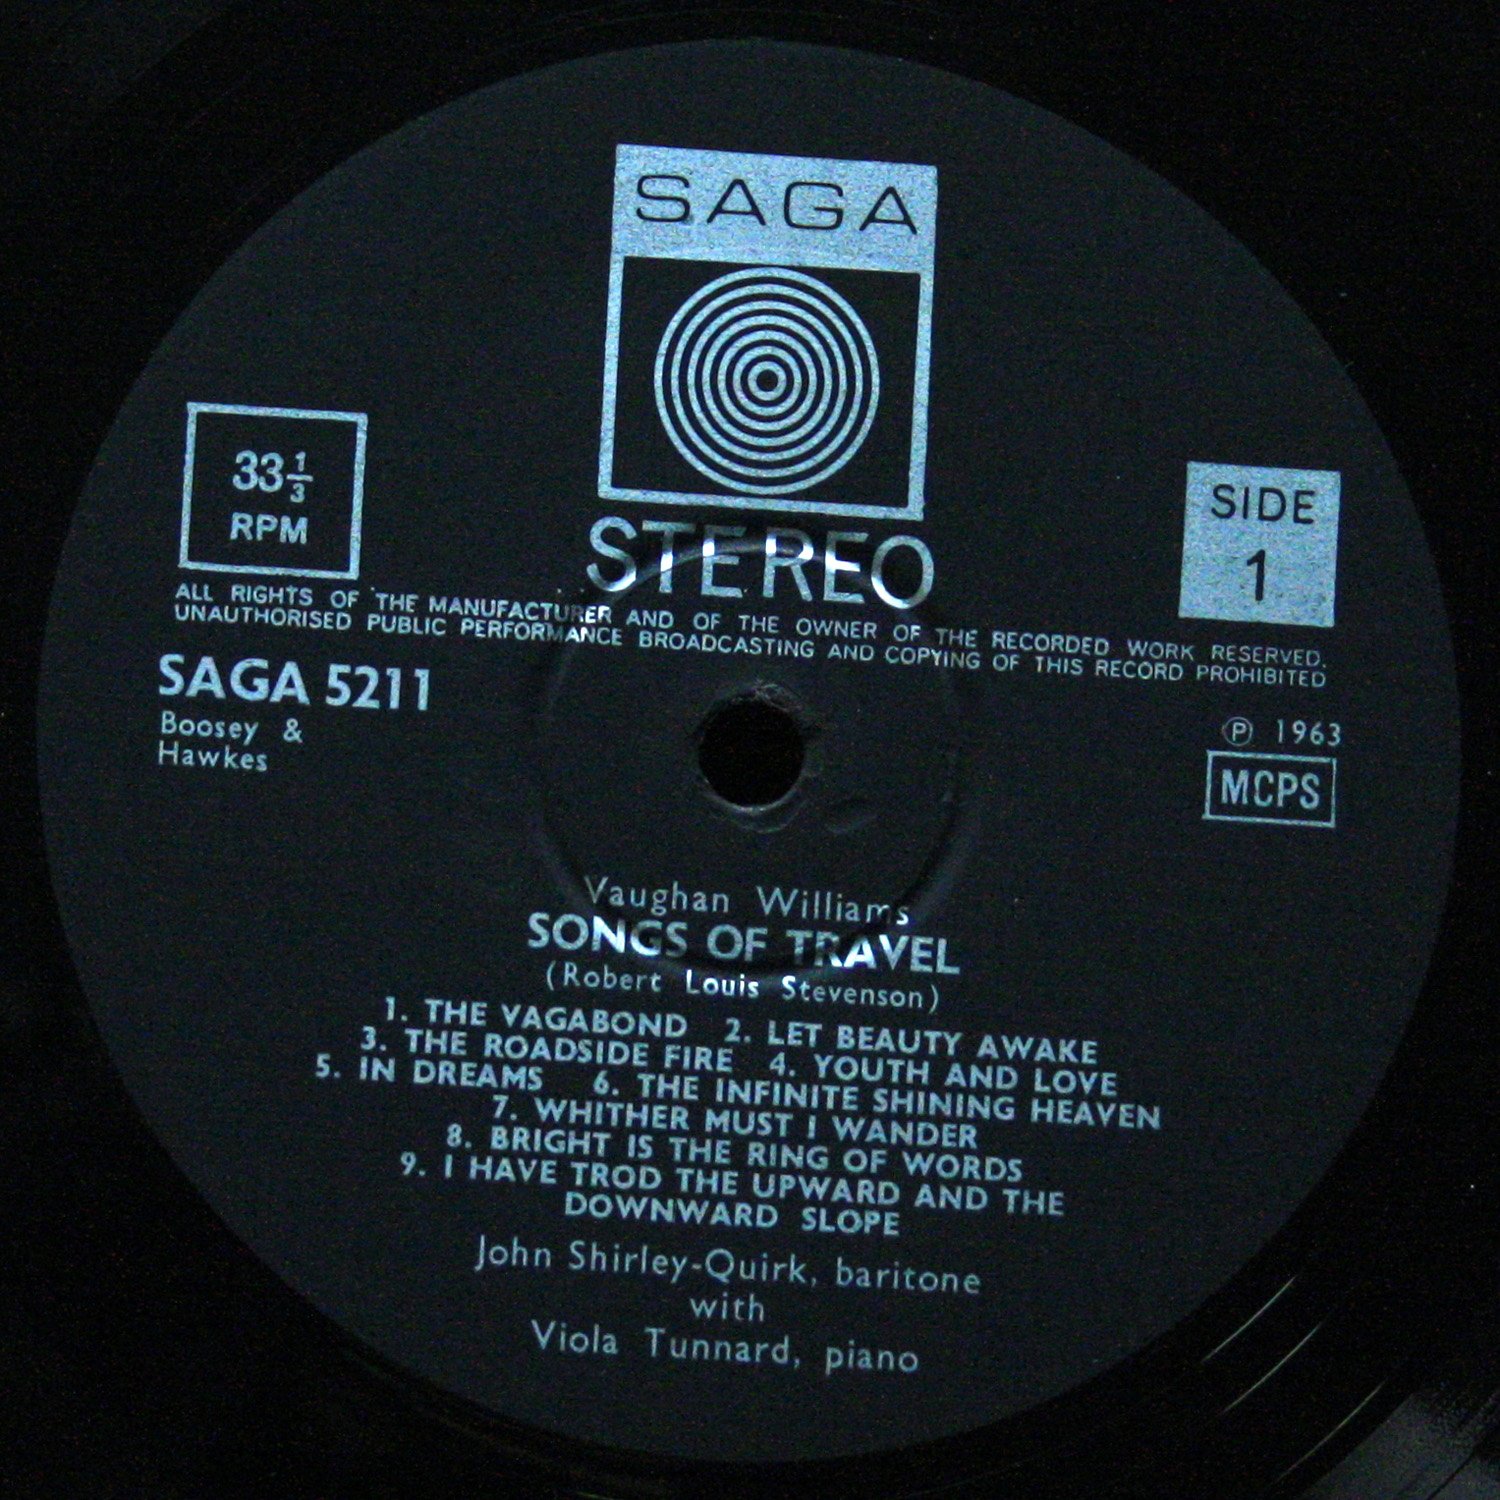 SAGA
33 1/3
RPM
STEREO
SIDE
1
ALL RIGHTS OF THE MANUFACTURER AND OF THE OWNER OF THE RECORDED WORK RESERVED.
UNAUTHORISED PUBLIC PERFORMANCE BROADCASTING AND COPYING OF THIS RECORD PROHIBITED
SAGA 5211
Boosey &
Hawkes
℗ 1963
MCPS
Vaughan Williams
SONGS OF TRAVEL
(Robert Louis Stevenson)
1. THE VAGABOND 2. LET BEAUTY AWAKE
3. THE ROADSIDE FIRE 4. YOUTH AND LOVE
5. IN DREAMS 6. THE INFINITE SHINING HEAVEN
7. WHITHER MUST I WANDER
8. BRIGHT IS THE RING OF WORDS
9. I HAVE TROD THE UPWARD AND THE
DOWNWARD SLOPE
John Shirley-Quirk, baritone
with
Viola Tunnard, piano